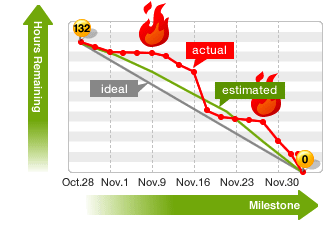 132
actual
ideal
estimated
Hours Remaining
0
Oct.28 Nov.1 Nov.9 Nov.16 Nov.23 Nov.30
Milestone